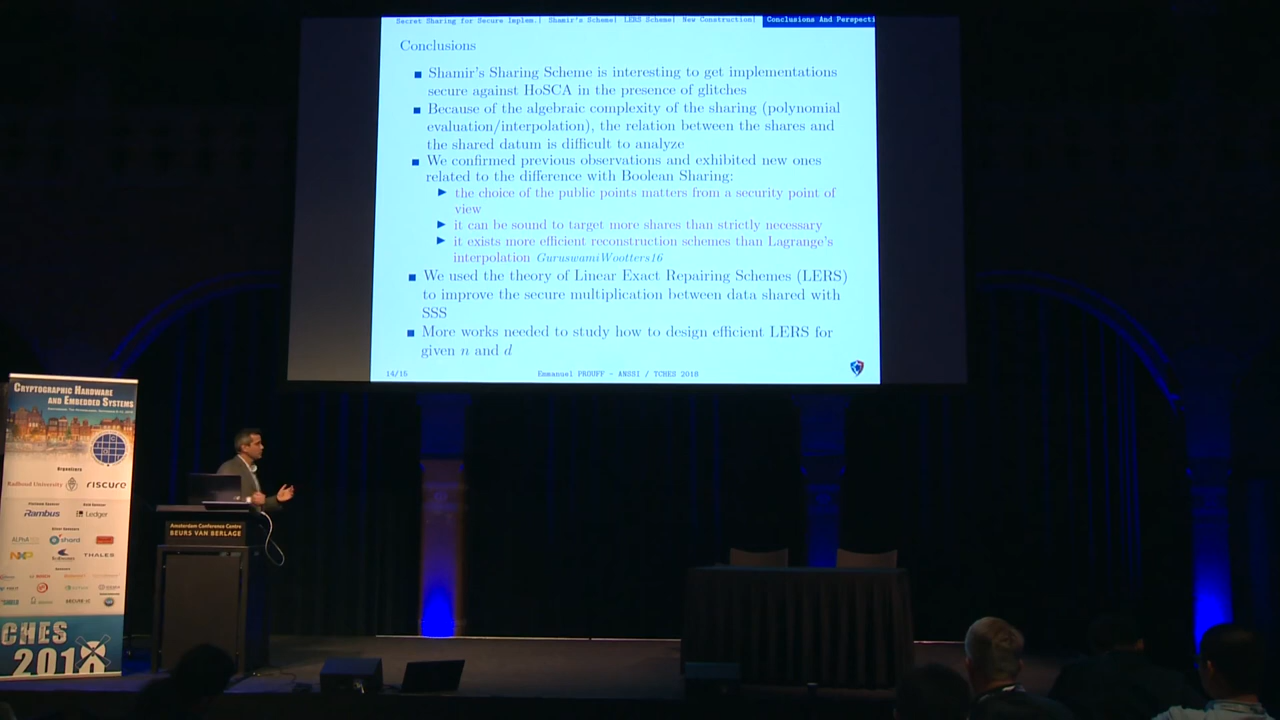 Secret Sharing for Secure Implem.| Shamir's Scheme| LERS Scheme| New Construction| Conclusions And Perspecti
Conclusions
Shamir's Sharing Scheme is interesting to get implementations
secure against HoSCA in the presence of glitches
Because of the algebraic complexity of the sharing (polynomial
evaluation/interpolation), the relation between the shares and
the shared datum is difficult to analyze
We confirmed previous observations and exhibited new ones
related to the difference with Boolean Sharing:
the choice of the public points matters from a security point of
view
it can be sound to target more shares than strictly necessary
it exists more efficient reconstruction schemes than Lagrange's
interpolation GuruswamiWootters16
We used the theory of Linear Exact Repairing Schemes (LERS)
to improve the secure multiplication between data shared with
SSS
More works needed to study how to design efficient LERS for
given n and d
14/15
Emmanuel PROUFF - ANSSI / TCHES 2018
Cryptographic Hardware
and Embedded Systems
Organizers
Radboud University
riscure
Rambus
Ledger
eshard
NXP
THALES
CHES
2018
Amsterdam Conference Centre
BEURS VAN BERLAGE